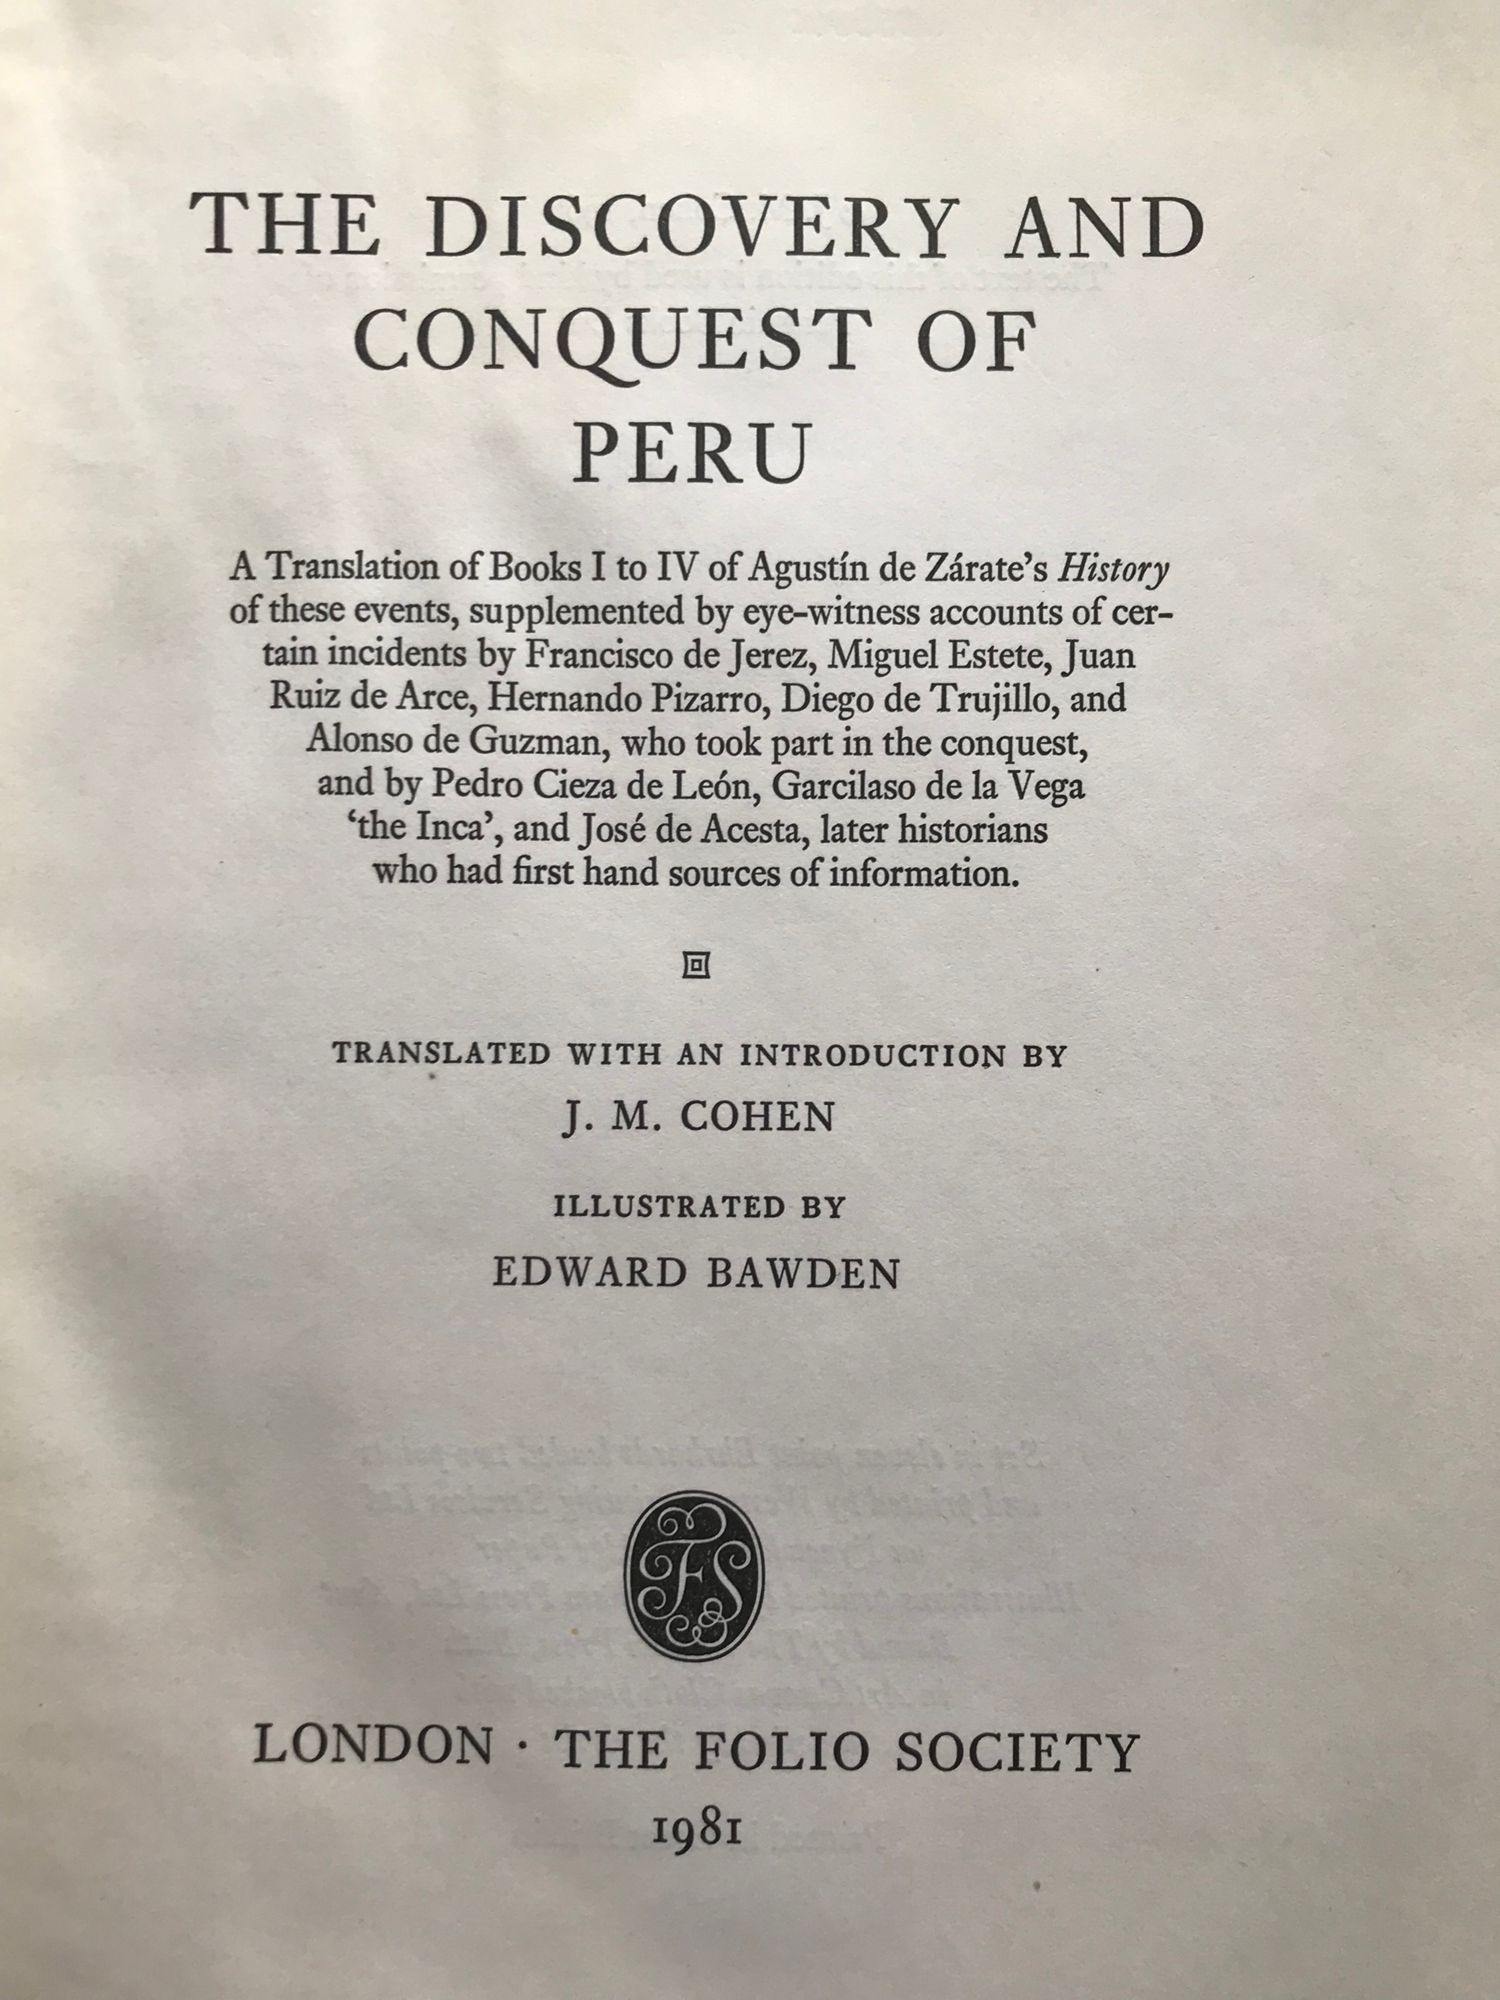 THE DISCOVERY AND
CONQUEST OF
PERU
A Translation of Books I to IV of Agustín de Zárate's History
of these events, supplemented by eye-witness accounts of cer-
tain incidents by Francisco de Jerez, Miguel Estete, Juan
Ruiz de Arce, Hernando Pizarro, Diego de Trujillo, and
Alonso de Guzman, who took part in the conquest,
and by Pedro Cieza de León, Garcilaso de la Vega
'the Inca', and José de Acesta, later historians
who had first hand sources of information.
TRANSLATED WITH AN INTRODUCTION BY
J. M. COHEN
ILLUSTRATED BY
EDWARD BAWDEN
FS
LONDON · THE FOLIO SOCIETY
1981